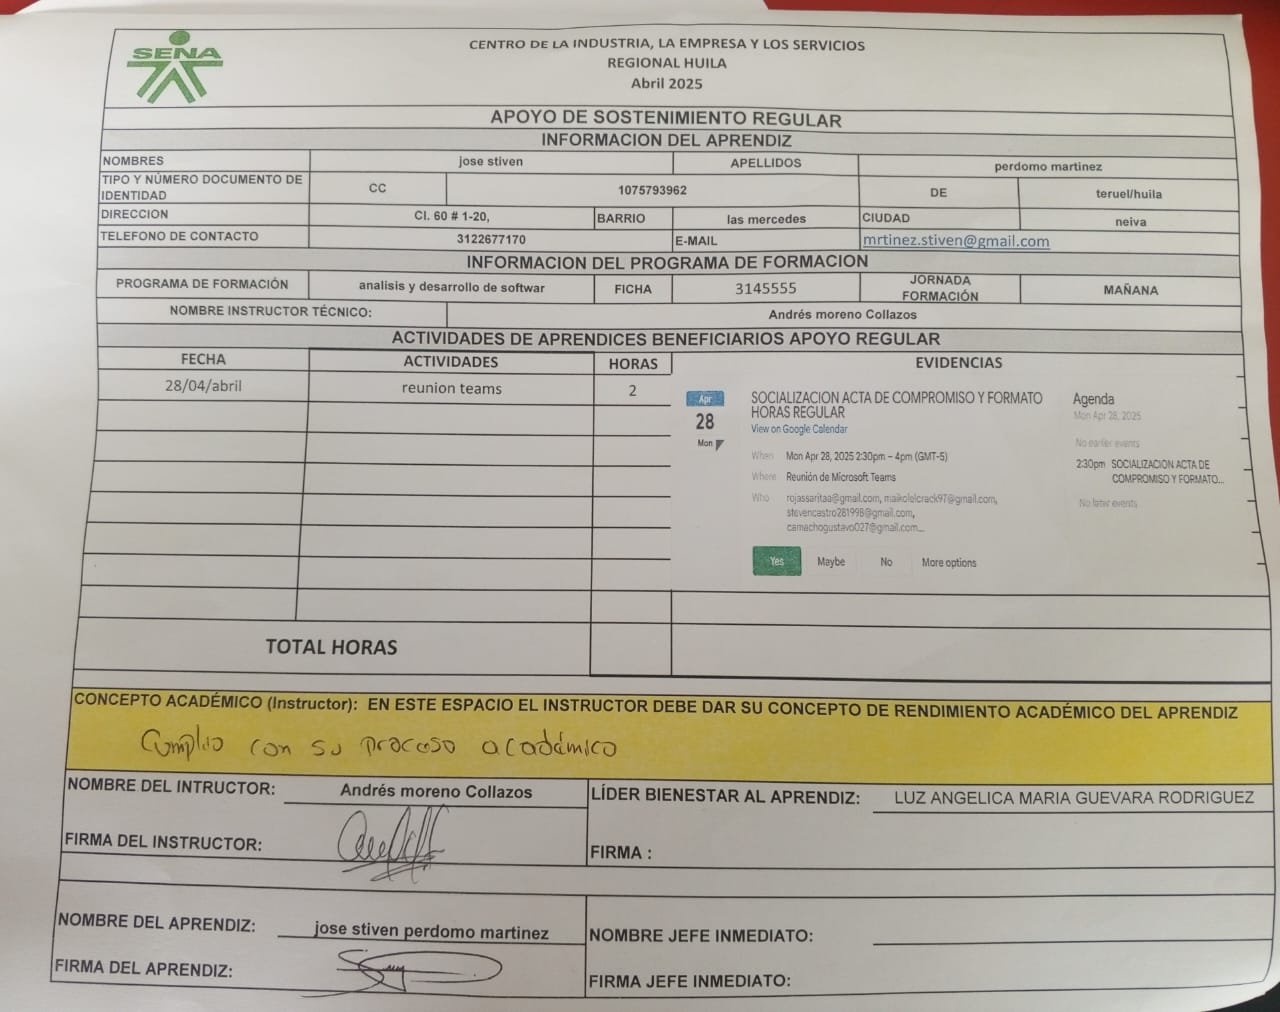 SENA
CENTRO DE LA INDUSTRIA, LA EMPRESA Y LOS SERVICIOS
REGIONAL HUILA
Abril 2025
APOYO DE SOSTENIMIENTO REGULAR
INFORMACION DEL APRENDIZ
NOMBRES jose stiven APELLIDOS perdomo martinez
TIPO Y NÚMERO DOCUMENTO DE IDENTIDAD CC 1075793962 DE teruel/huila
DIRECCION Cl. 60 # 1-20, BARRIO las mercedes CIUDAD neiva
TELEFONO DE CONTACTO 3122677170 E-MAIL mrtinez.stiven@gmail.com
INFORMACION DEL PROGRAMA DE FORMACION
PROGRAMA DE FORMACIÓN analisis y desarrollo de softwar FICHA 3145555 JORNADA FORMACIÓN MAÑANA
NOMBRE INSTRUCTOR TÉCNICO: Andrés moreno Collazos
ACTIVIDADES DE APRENDICES BENEFICIARIOS APOYO REGULAR
FECHA ACTIVIDADES HORAS EVIDENCIAS
28/04/abril reunion teams 2
Apr
28
Mon
SOCIALIZACION ACTA DE COMPROMISO Y FORMATO
HORAS REGULAR
View on Google Calendar
When Mon Apr 28, 2025 2:30pm – 4pm (GMT-5)
Where Reunión de Microsoft Teams
Who rojassaritaa@gmail.com, maikolelcrack97@gmail.com,
stevencastro281998@gmail.com,
camachogustavo027@gmail.com...
Yes Maybe No More options
Agenda
Mon Apr 28, 2025
No earlier events
2:30pm SOCIALIZACION ACTA DE
COMPROMISO Y FORMATO...
No later events
TOTAL HORAS
CONCEPTO ACADÉMICO (Instructor): EN ESTE ESPACIO EL INSTRUCTOR DEBE DAR SU CONCEPTO DE RENDIMIENTO ACADÉMICO DEL APRENDIZ
Cumplio con su proceso académico
NOMBRE DEL INTRUCTOR: Andrés moreno Collazos LÍDER BIENESTAR AL APRENDIZ: LUZ ANGELICA MARIA GUEVARA RODRIGUEZ
FIRMA DEL INSTRUCTOR: FIRMA :
NOMBRE DEL APRENDIZ: jose stiven perdomo martinez NOMBRE JEFE INMEDIATO:
FIRMA DEL APRENDIZ: FIRMA JEFE INMEDIATO: